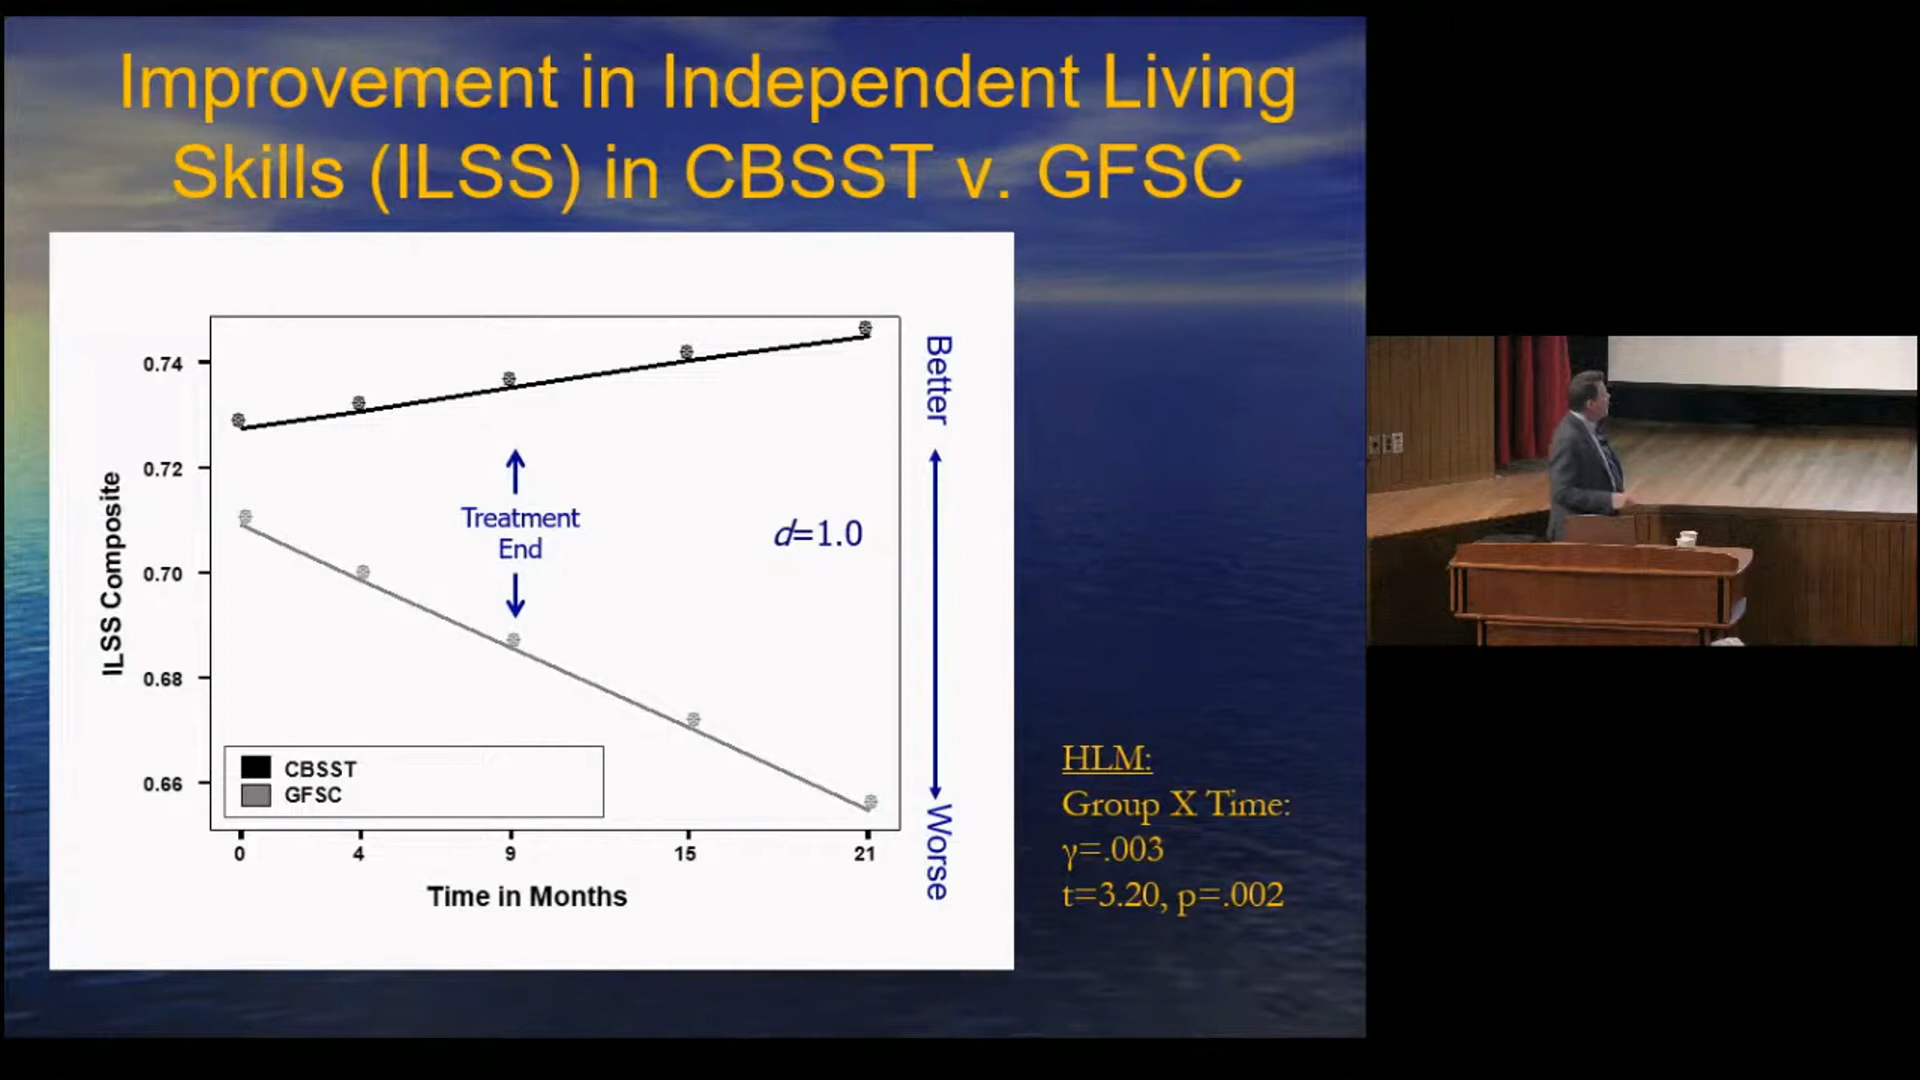 Improvement in Independent Living
Skills (ILSS) in CBSST v. GFSC
0.74
0.72
0.70
0.68
0.66
ILSS Composite
Treatment
End
d=1.0
CBSST
GFSC
0 4 9 15 21
Time in Months
Better
Worse
HLM:
Group X Time:
γ=.003
t=3.20, p=.002